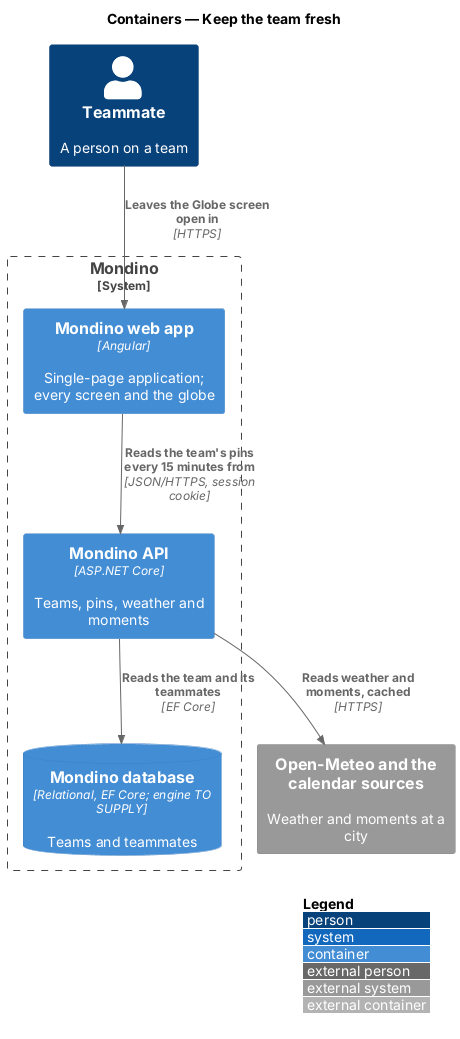 Containers — Keep the team fresh
Teammate
A person on a team
Leaves the Globe screen
open in
[HTTPS]
Mondino
[System]
Mondino web app
[Angular]
Single-page application;
every screen and the globe
Reads the team's pins
every 15 minutes from
[JSON/HTTPS, session
cookie]
Mondino API
[ASP.NET Core]
Teams, pins, weather and
moments
Reads the team and its
teammates
[EF Core]
Reads weather and
moments, cached
[HTTPS]
Mondino database
[Relational, EF Core; engine TO
SUPPLY]
Teams and teammates
Open-Meteo and the
calendar sources
Weather and moments at a
city
Legend
person
system
container
external person
external system
external container